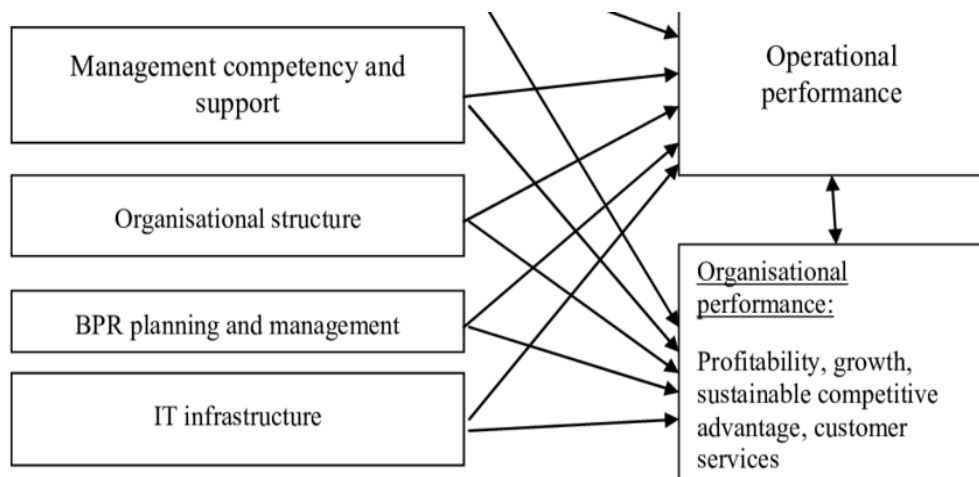 Management competency and
support
Organisational structure
BPR planning and management
IT infrastructure
Operational
performance
Organisational
performance:
Profitability, growth,
sustainable competitive
advantage, customer
services